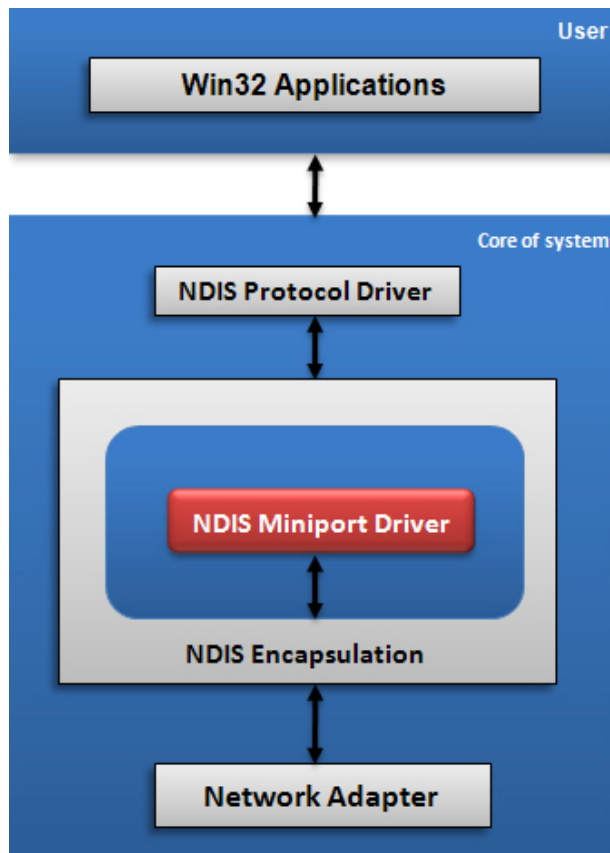 User
Win32 Applications
Core of system
NDIS Protocol Driver
NDIS Miniport Driver
NDIS Encapsulation
Network Adapter